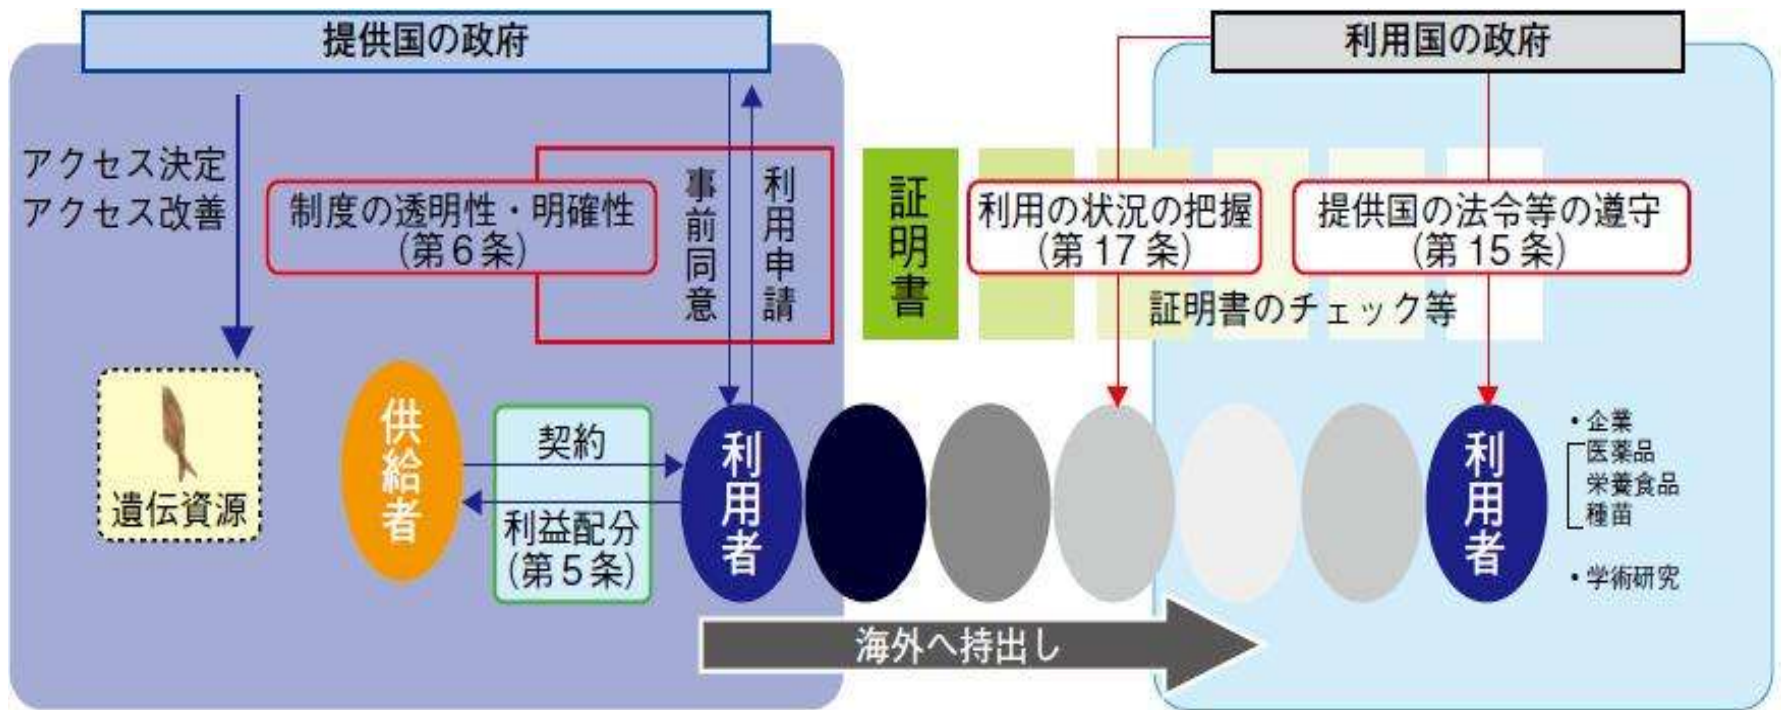 提供国の政府
利用国の政府
アクセス決定
アクセス改善
制度の透明性・明確性
(第6条)
事前同意
利用申請
証明書
利用の状況の把握
(第17条)
提供国の法令等の遵守
(第15条)
証明書のチェック等
遺伝資源
供給者
契約
利益配分
(第5条)
利用者
利用者
・企業
医薬品
栄養食品
種苗
・学術研究
海外へ持出し